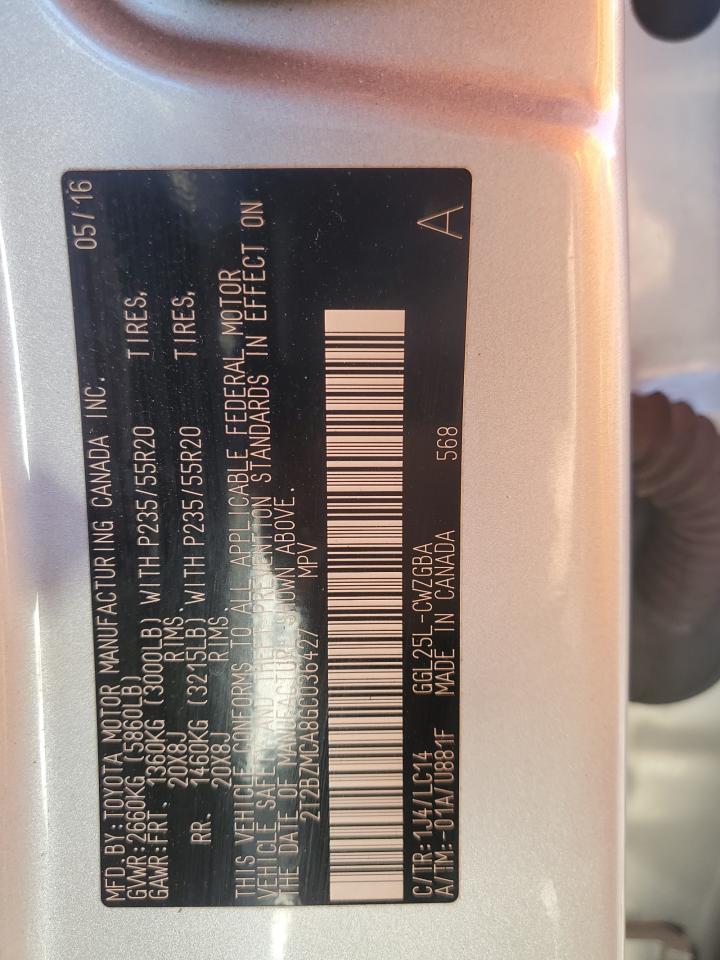 MFD.BY:TOYOTA MOTOR MANUFACTURING CANADA INC. 05/16
GVWR:2660KG (5860LB)
GAWR:FRT. 1360KG (3000LB) WITH P235/55R20 TIRES,
20X8J RIMS.
RR. 1460KG (3215LB) WITH P235/55R20 TIRES,
20X8J RIMS.
THIS VEHICLE CONFORMS TO ALL APPLICABLE FEDERAL MOTOR
VEHICLE SAFETY AND THEFT PREVENTION STANDARDS IN EFFECT ON
THE DATE OF MANUFACTURE SHOWN ABOVE.
2T2BZMCA8GC036427 MPV
C/TR:1J4/LC14 GGL25L-CWZGBA
A/TM:-01A/U881F MADE IN CANADA 568 A